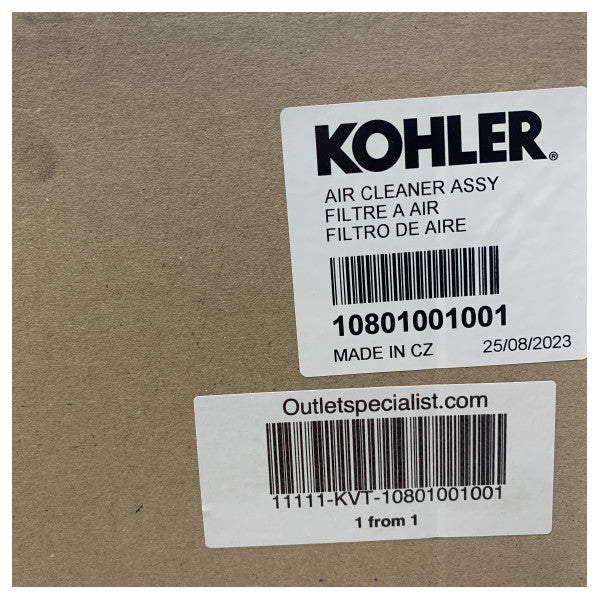 KOHLER®
AIR CLEANER ASSY
FILTRE A AIR
FILTRO DE AIRE
10801001001
MADE IN CZ 25/08/2023
Outletspecialist.com
11111-KVT-10801001001
1 from 1